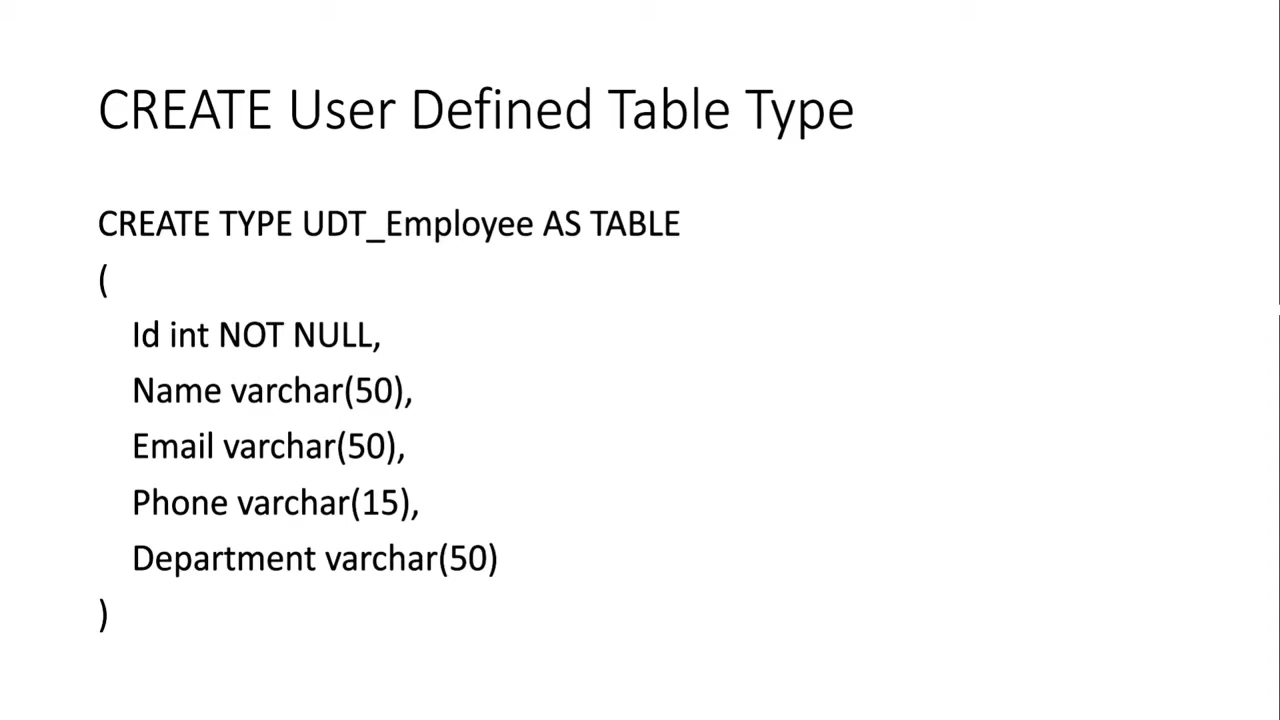 CREATE User Defined Table Type
CREATE TYPE UDT_Employee AS TABLE
(
Id int NOT NULL,
Name varchar(50),
Email varchar(50),
Phone varchar(15),
Department varchar(50)
)